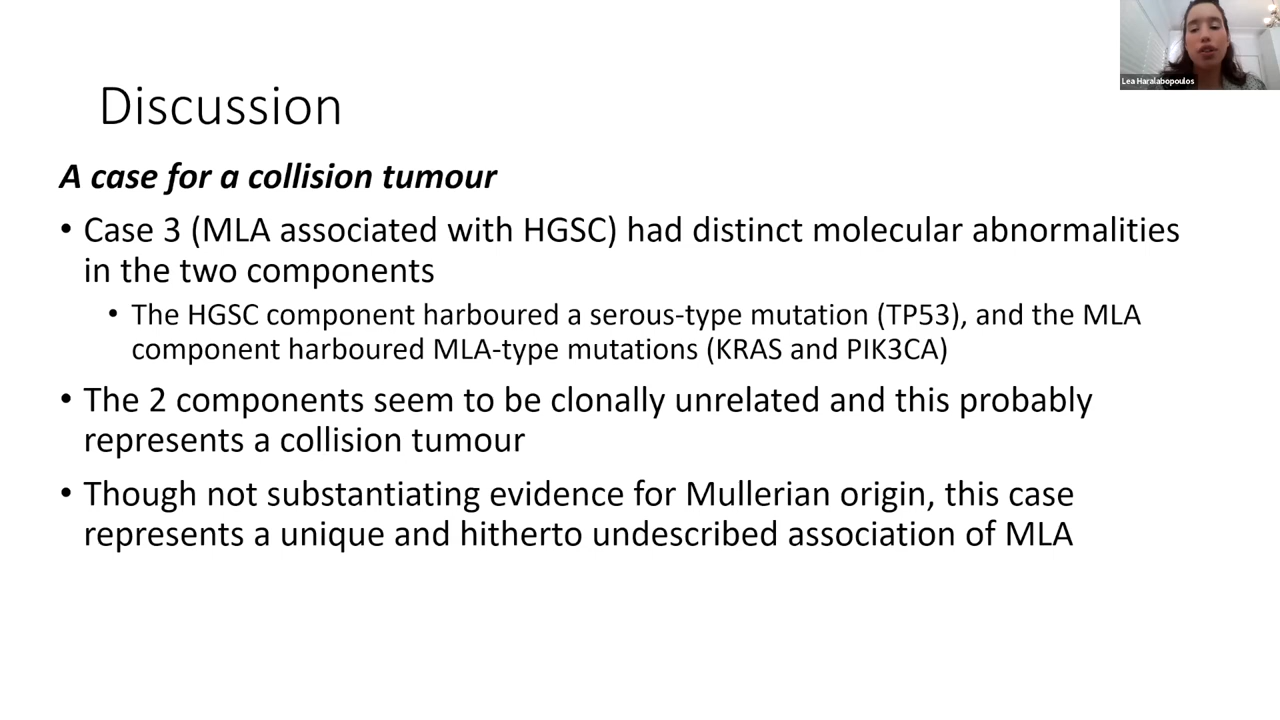 Lea Haralabopoulos
Discussion
A case for a collision tumour
• Case 3 (MLA associated with HGSC) had distinct molecular abnormalities
in the two components
• The HGSC component harboured a serous-type mutation (TP53), and the MLA
component harboured MLA-type mutations (KRAS and PIK3CA)
• The 2 components seem to be clonally unrelated and this probably
represents a collision tumour
• Though not substantiating evidence for Mullerian origin, this case
represents a unique and hitherto undescribed association of MLA